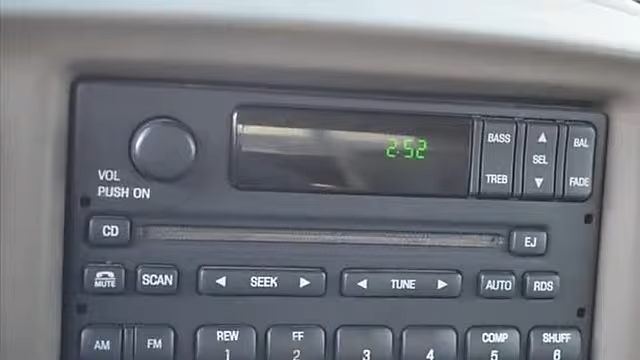 2:52
BASS
TREB
▲
SEL
▼
BAL
FADE
VOL
PUSH ON
CD
EJ
MUTE
SCAN
◄ SEEK ►
◄ TUNE ►
AUTO
RDS
AM
FM
REW
1
FF
2
3
4
COMP
5
SHUFF
6